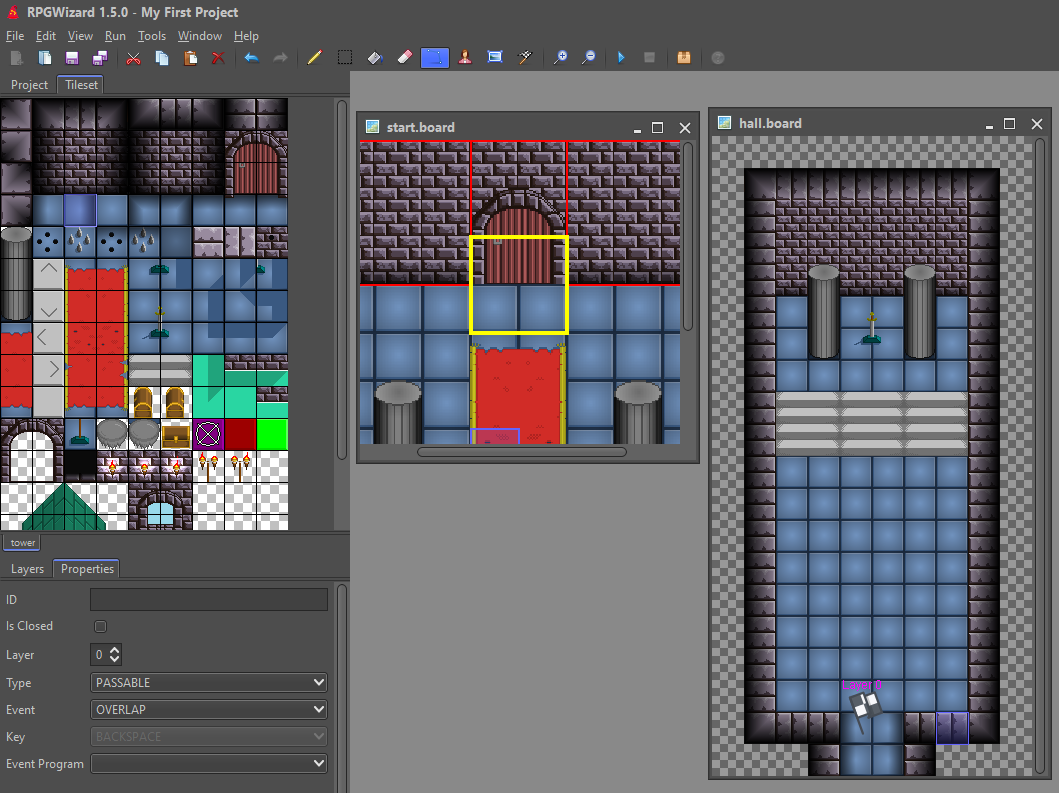 RPGWizard 1.5.0 - My First Project
File Edit View Run Tools Window Help
Project Tileset
start.board
hall.board
tower
Layers Properties
ID
Is Closed
Layer 0
Type PASSABLE
Event OVERLAP
Key BACKSPACE
Event Program